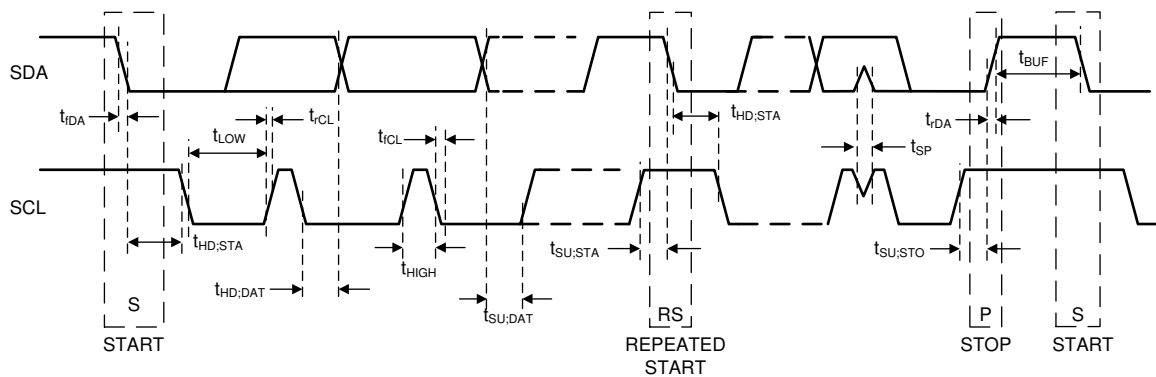 SDA
t_fDA
t_LOW
t_rCL
t_fCL
t_HD;STA
t_SP
t_rDA
t_BUF
SCL
t_HD;STA
t_HD;DAT
t_HIGH
t_SU;DAT
t_SU;STA
t_SU;STO
S
RS
P
S
START
REPEATED
START
STOP
START